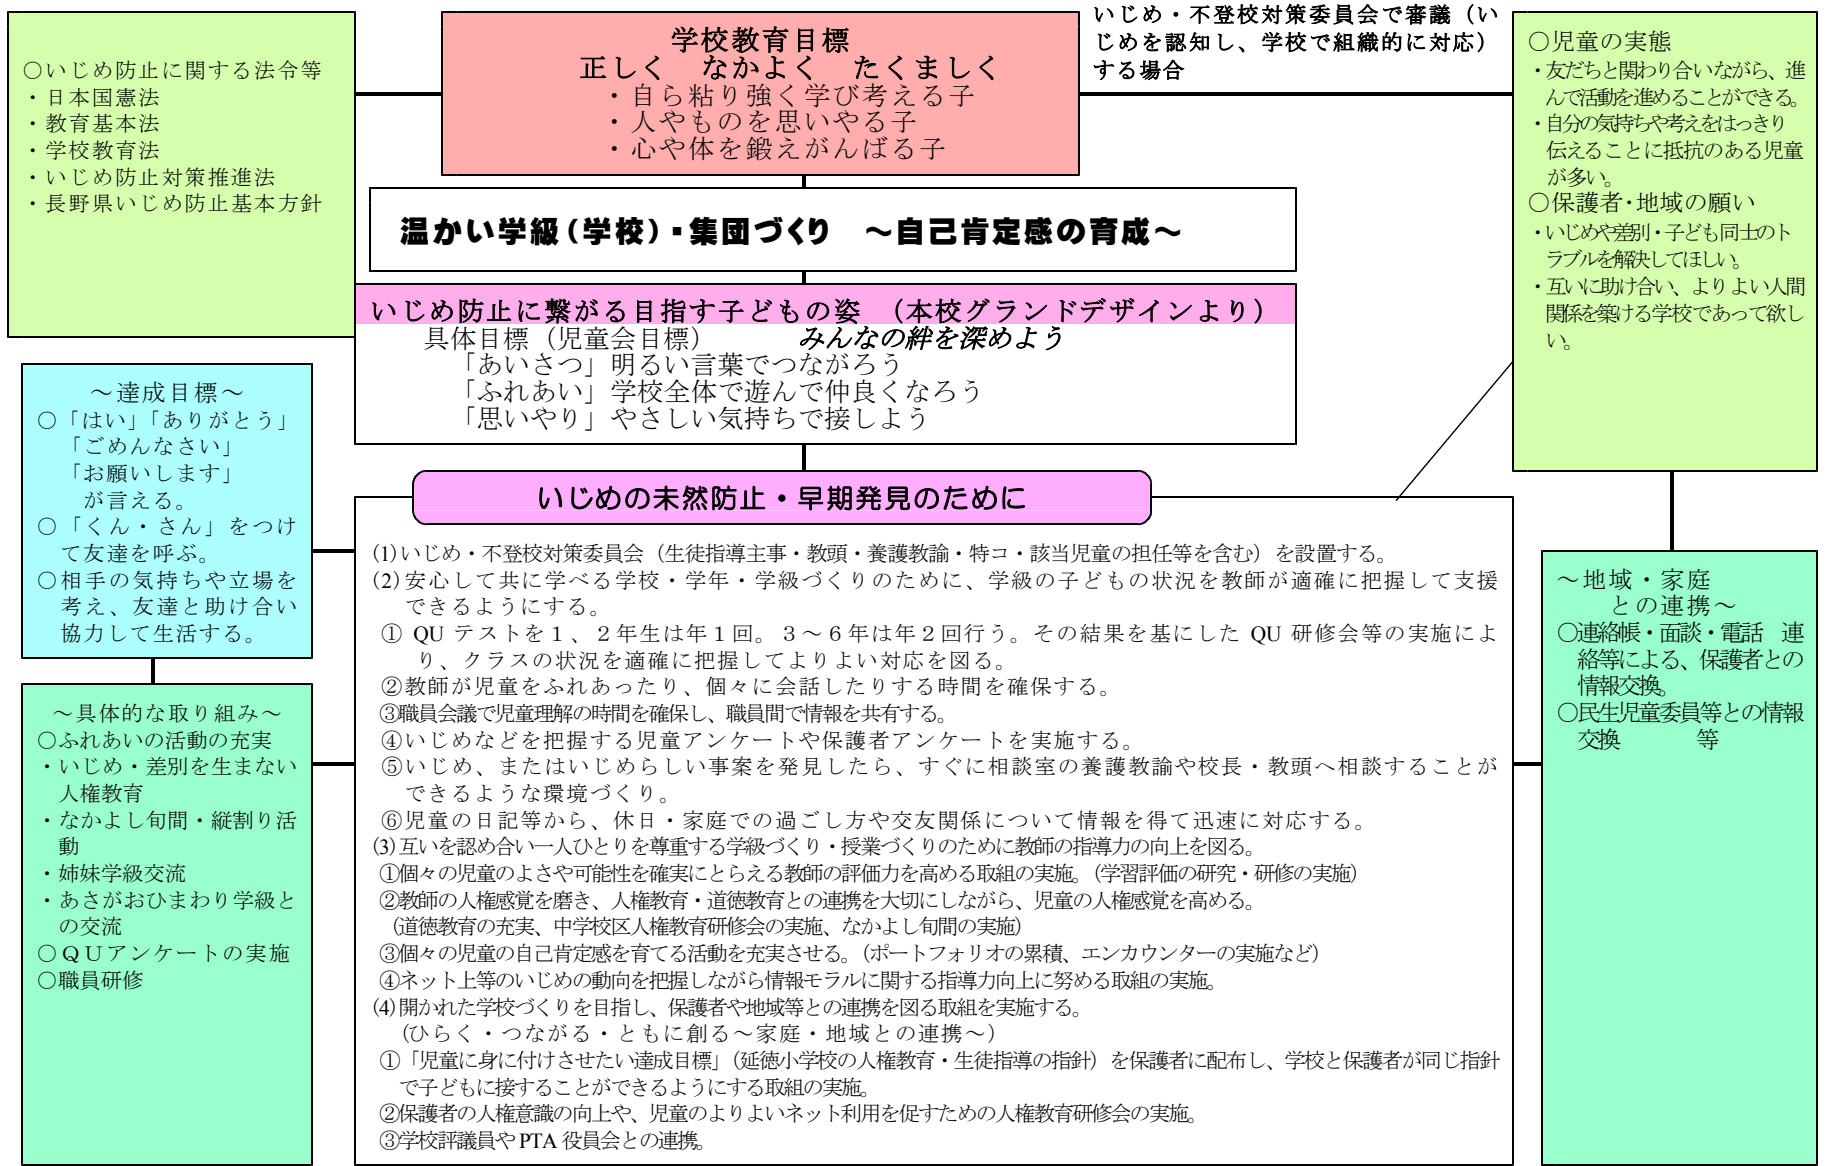 ○いじめ防止に関する法令等
・日本国憲法
・教育基本法
・学校教育法
・いじめ防止対策推進法
・長野県いじめ防止基本方針
学校教育目標
正しく　なかよく　たくましく
・自ら粘り強く学び考える子
・人やものを思いやる子
・心や体を鍛えがんばる子
いじめ・不登校対策委員会で審議（い
じめを認知し、学校で組織的に対応）
する場合
○児童の実態
・友だちと関わり合いながら、進
んで活動を進めることができる。
・自分の気持ちや考えをはっきり
伝えることに抵抗のある児童
が多い。
○保護者・地域の願い
・いじめや差別・子ども同士のト
ラブルを解決してほしい。
・互いに助け合い、よりよい人間
関係を築ける学校であって欲し
い。
温かい学級（学校）・集団づくり　～自己肯定感の育成～
いじめ防止に繋がる目指す子どもの姿　（本校グランドデザインより）
具体目標（児童会目標）　みんなの絆を深めよう
「あいさつ」明るい言葉でつながろう
「ふれあい」学校全体で遊んで仲良くなろう
「思いやり」やさしい気持ちで接しよう
～達成目標～
○「はい」「ありがとう」
「ごめんなさい」
「お願いします」
が言える。
○「くん・さん」をつけ
て友達を呼ぶ。
○相手の気持ちや立場を
考え、友達と助け合い
協力して生活する。
～具体的な取り組み～
○ふれあいの活動の充実
・いじめ・差別を生まない
人権教育
・なかよし旬間・縦割り活
動
・姉妹学級交流
・あさがおひまわり学級と
の交流
○ＱＵアンケートの実施
○職員研修
いじめの未然防止・早期発見のために
(1)いじめ・不登校対策委員会（生徒指導主事・教頭・養護教諭・特コ・該当児童の担任等を含む）を設置する。
(2)安心して共に学べる学校・学年・学級づくりのために、学級の子どもの状況を教師が適確に把握して支援
できるようにする。
① QU テストを１、２年生は年１回。３～６年は年２回行う。その結果を基にした QU 研修会等の実施によ
り、クラスの状況を適確に把握してよりよい対応を図る。
②教師が児童をふれあったり、個々に会話したりする時間を確保する。
③職員会議で児童理解の時間を確保し、職員間で情報を共有する。
④いじめなどを把握する児童アンケートや保護者アンケートを実施する。
⑤いじめ、またはいじめらしい事案を発見したら、すぐに相談室の養護教諭や校長・教頭へ相談することが
できるような環境づくり。
⑥児童の日記等から、休日・家庭での過ごし方や交友関係について情報を得て迅速に対応する。
(3)互いを認め合い一人ひとりを尊重する学級づくり・授業づくりのために教師の指導力の向上を図る。
①個々の児童のよさや可能性を確実にとらえる教師の評価力を高める取組の実施。（学習評価の研究・研修の実施）
②教師の人権感覚を磨き、人権教育・道徳教育との連携を大切にしながら、児童の人権感覚を高める。
（道徳教育の充実、中学校区人権教育研修会の実施、なかよし旬間の実施）
③個々の児童の自己肯定感を育てる活動を充実させる。（ポートフォリオの累積、エンカウンターの実施など）
④ネット上等のいじめの動向を把握しながら情報モラルに関する指導力向上に努める取組の実施。
(4)開かれた学校づくりを目指し、保護者や地域等との連携を図る取組を実施する。
（ひらく・つながる・ともに創る～家庭・地域との連携～）
①「児童に身に付けさせたい達成目標」（延徳小学校の人権教育・生徒指導の指針）を保護者に配布し、学校と保護者が同じ指針
で子どもに接することができるようにする取組の実施。
②保護者の人権意識の向上や、児童のよりよいネット利用を促すための人権教育研修会の実施。
③学校評議員や PTA 役員会との連携。
～地域・家庭
との連携～
○連絡帳・面談・電話　連
絡等による、保護者との
情報交換。
○民生児童委員等との情報
交換　　　等